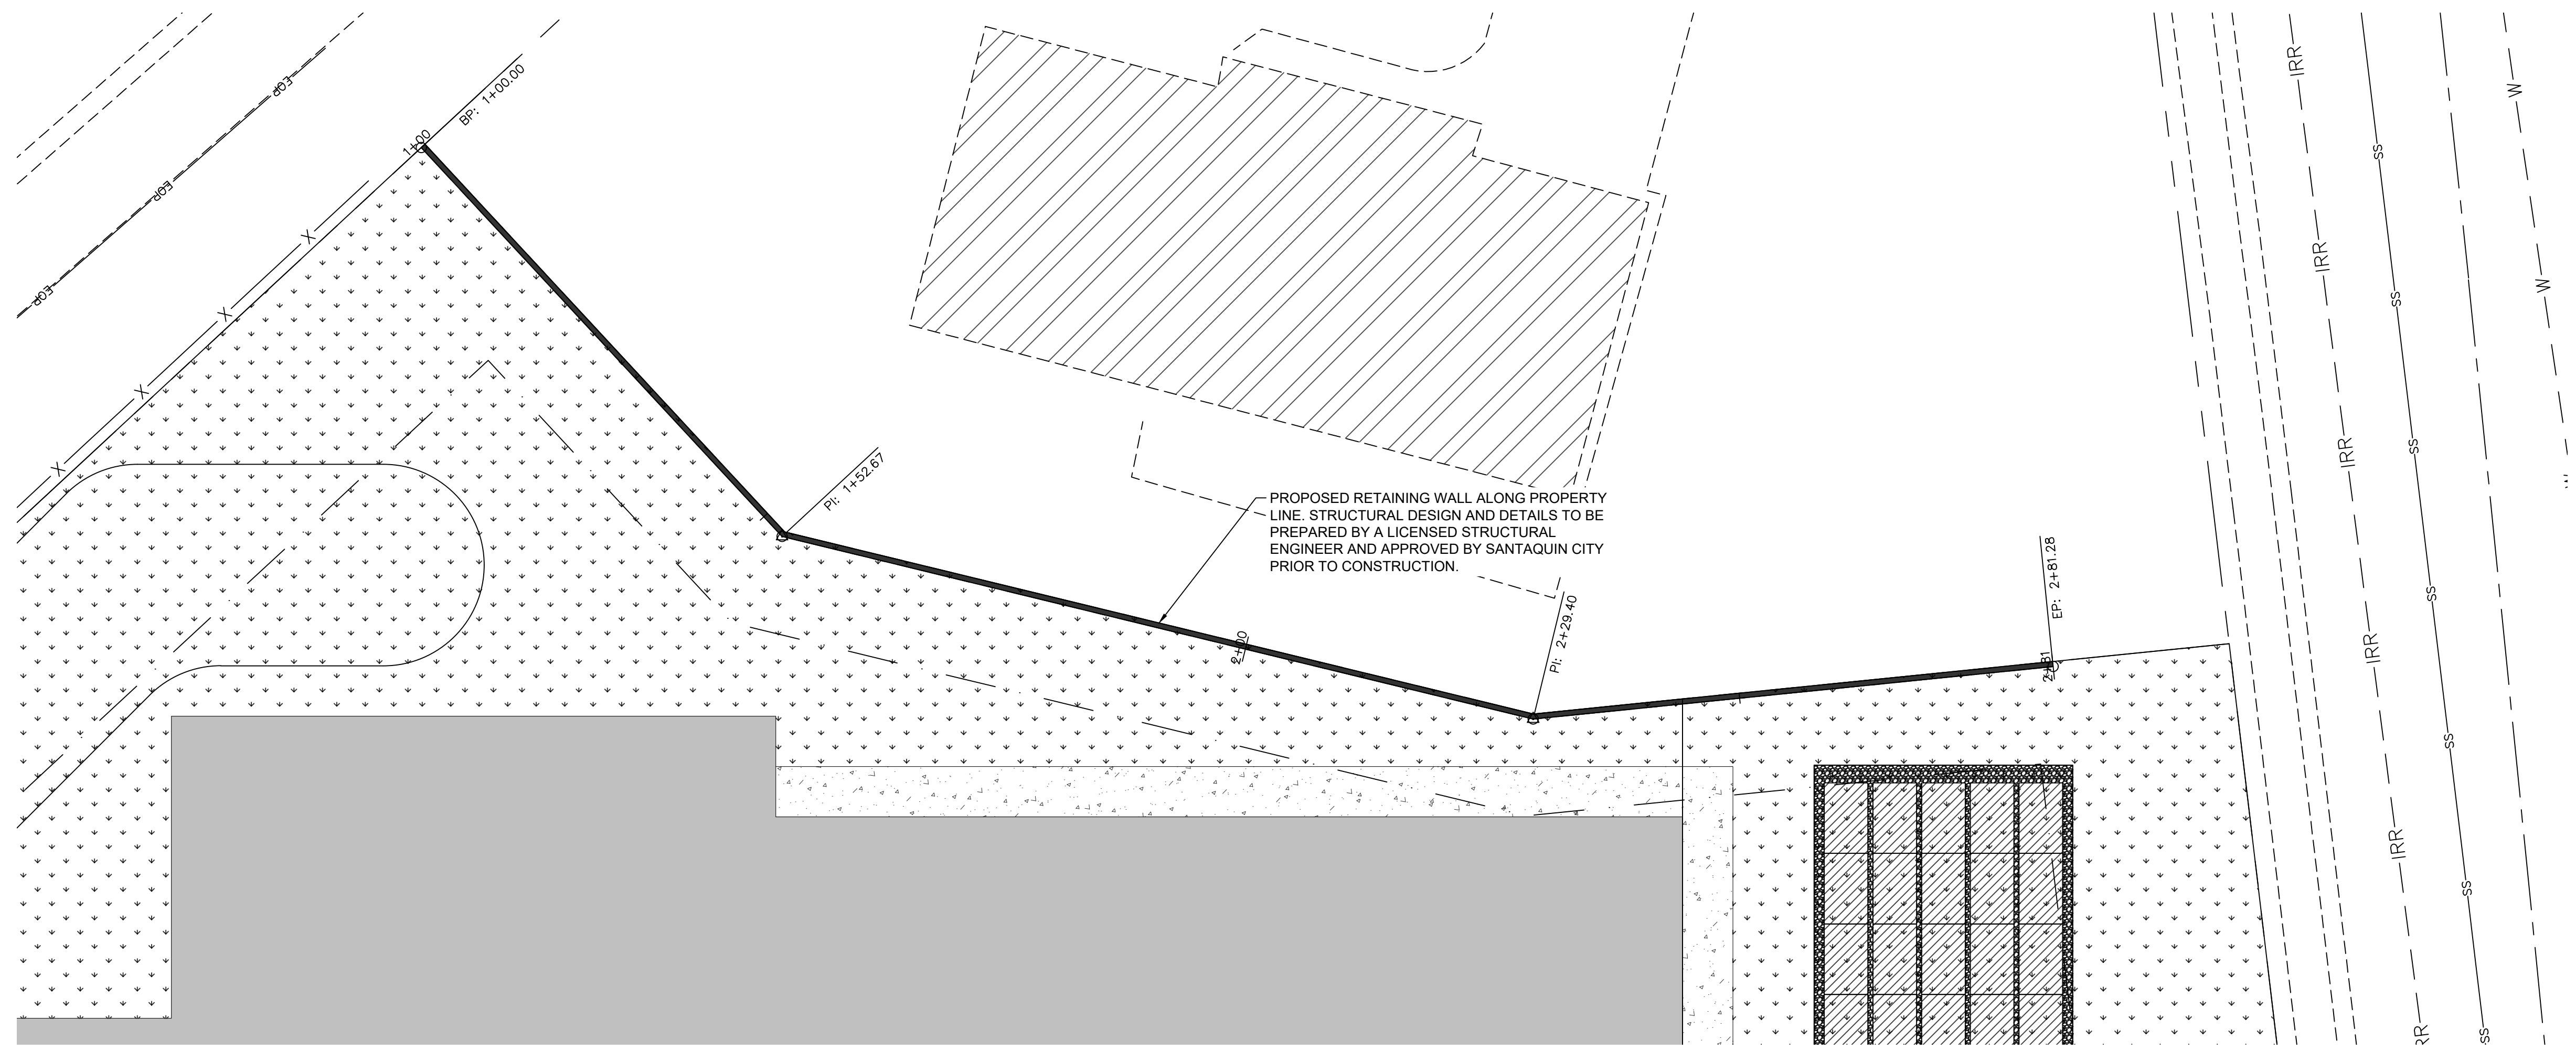 EOP
EOP
EOP
X
X
X
X
1+00
BP: 1+00.00
PI: 1+52.67
PROPOSED RETAINING WALL ALONG PROPERTY
LINE. STRUCTURAL DESIGN AND DETAILS TO BE
PREPARED BY A LICENSED STRUCTURAL
ENGINEER AND APPROVED BY SANTAQUIN CITY
PRIOR TO CONSTRUCTION.
2+00
PI: 2+29.40
EP: 2+81.28
2+81
IRR
IRR
IRR
IRR
IRR
RR
SS
SS
SS
SS
SS
SS
SS
W
W